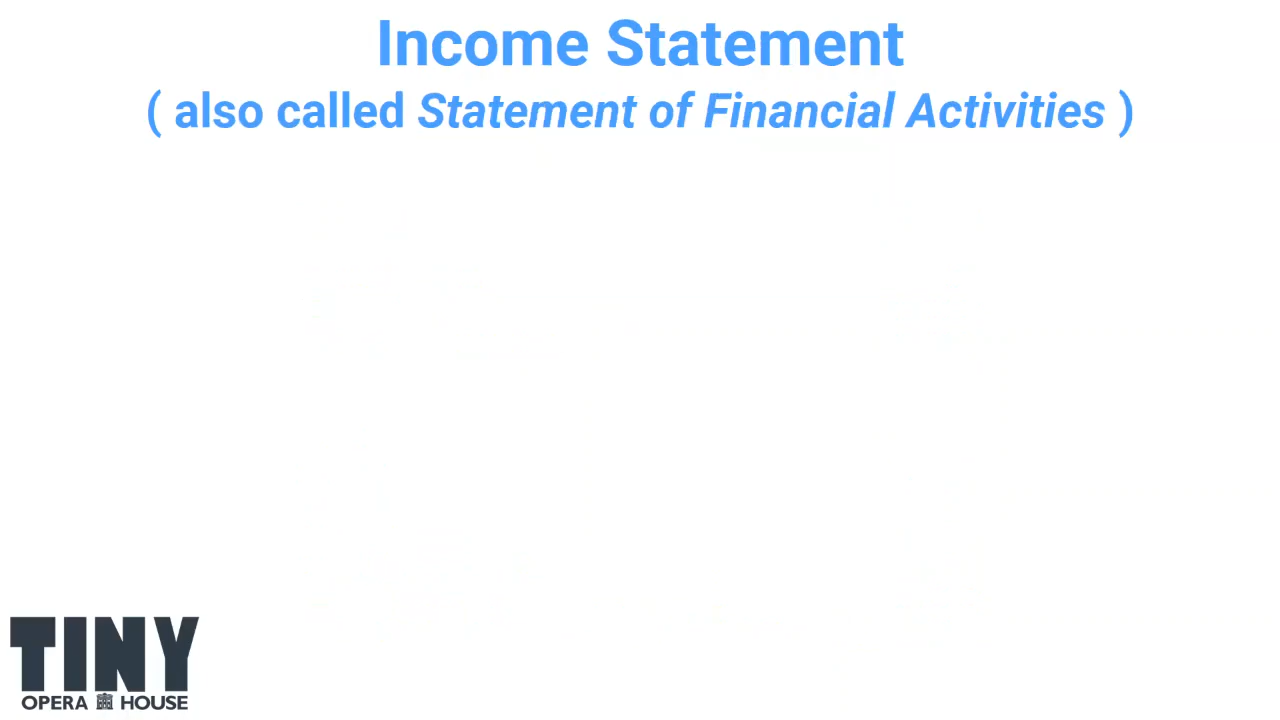 Income Statement
( also called Statement of Financial Activities )
TINY
OPERA HOUSE